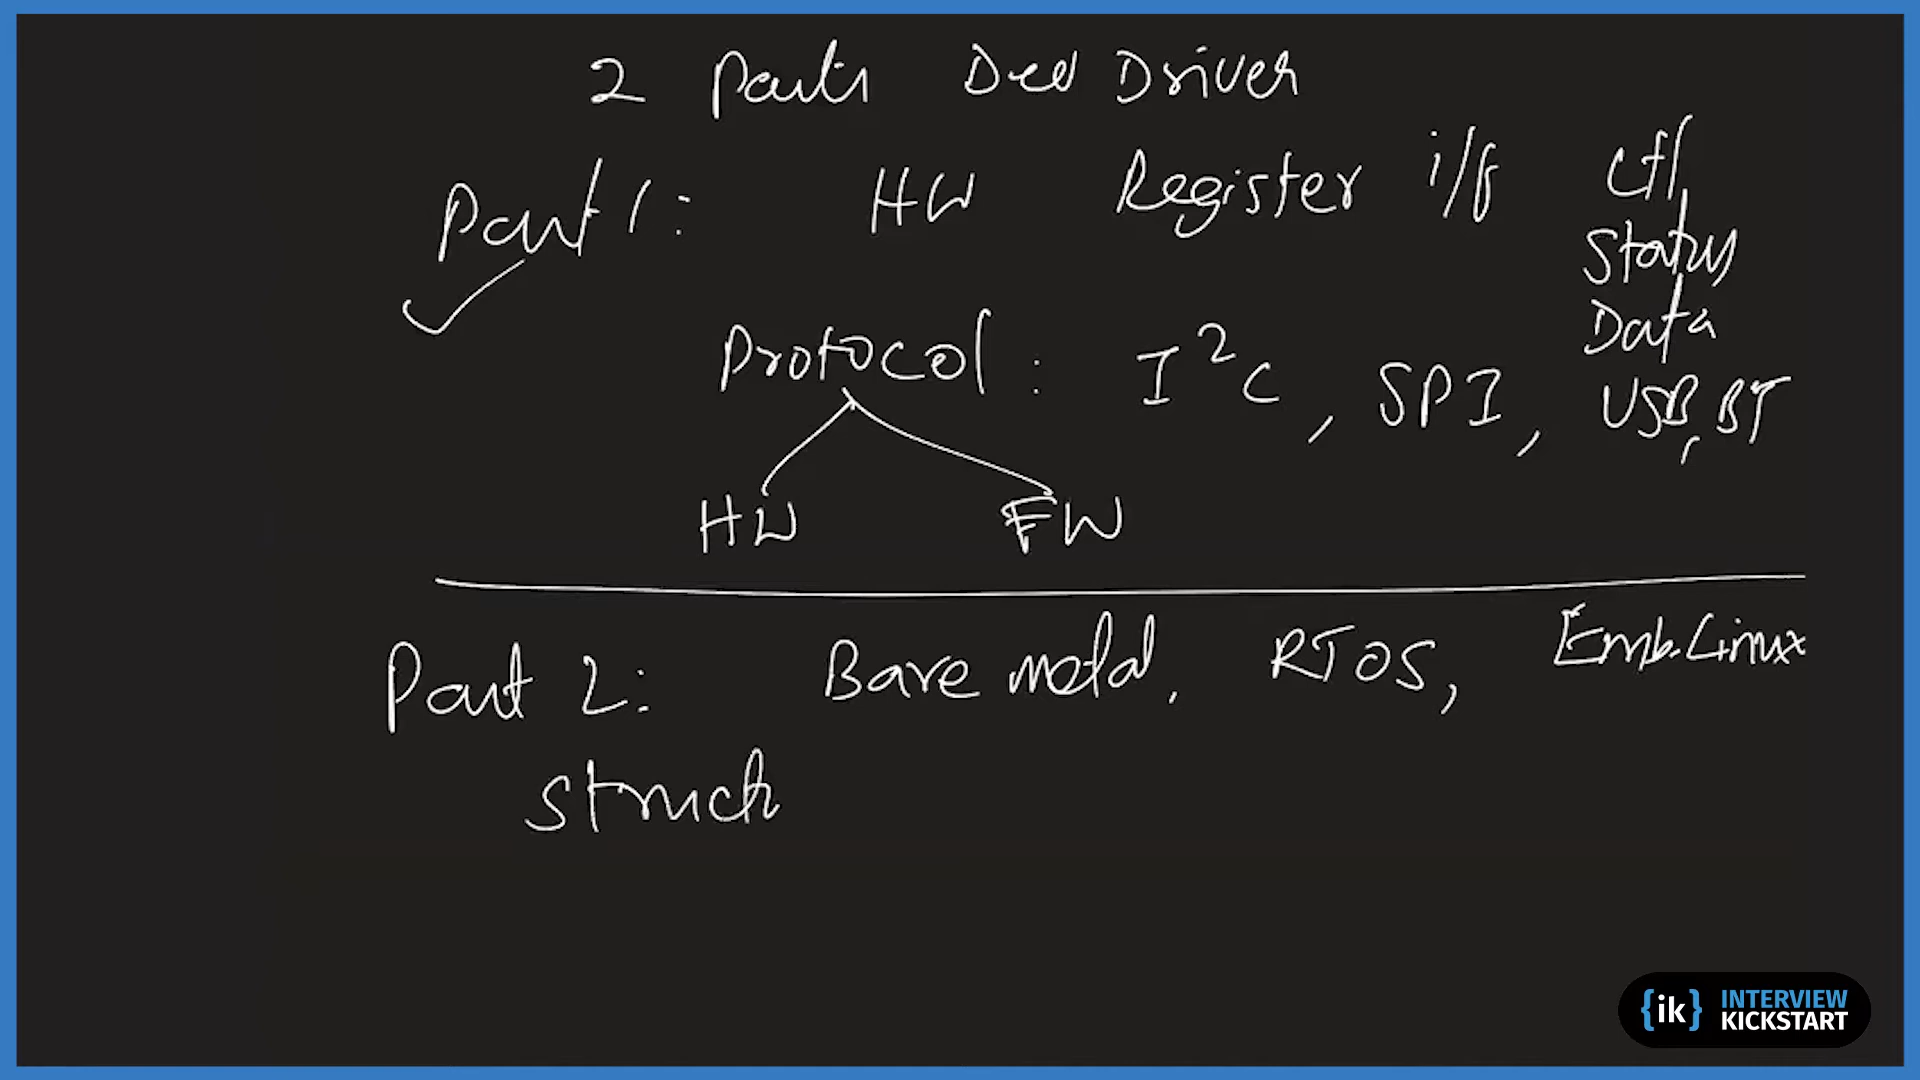 2 Parts Dev Driver
Part 1: HW Register i/f Ctl,
Status,
Data
Protocol: I²C, SPI, USB, BT
HW FW
Part 2: Bare metal, RTOS, Emb. Linux
struct
{ik} INTERVIEW
KICKSTART